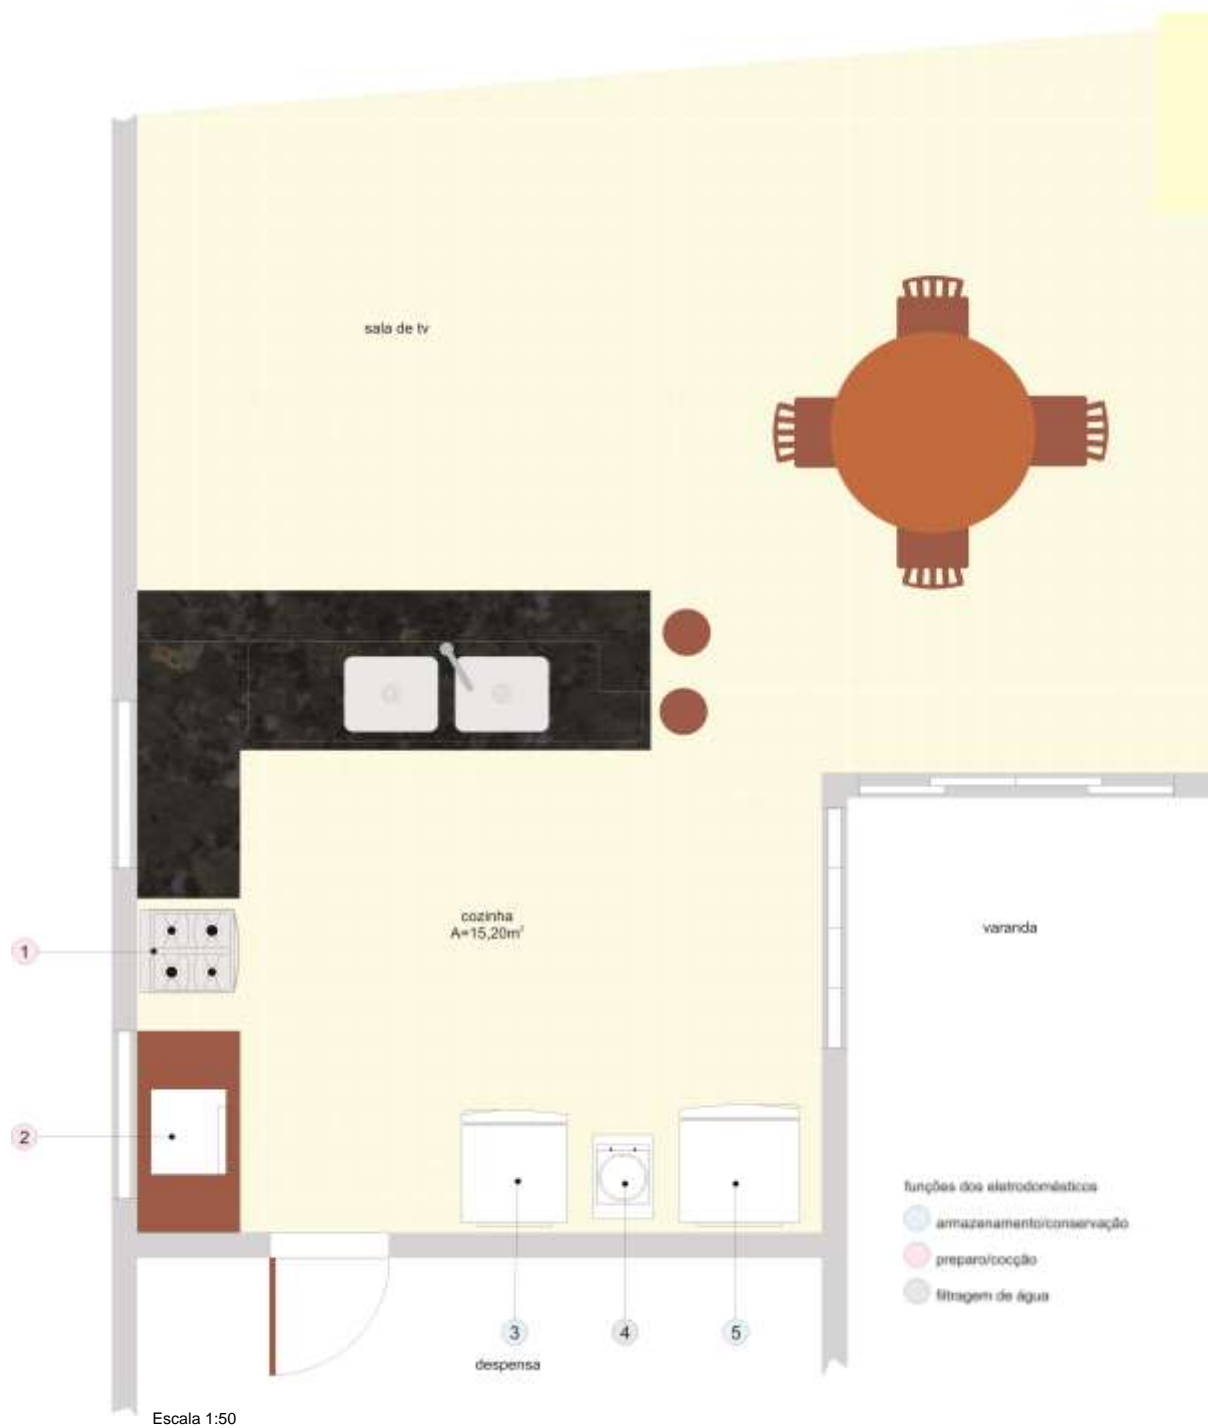 sala de tv
cozinha
A=15,20m²
varanda
1
2
funções dos eletrodomésticos
armazenamento/conservação
preparo/cocção
filtragem de água
3
4
5
despensa
Escala 1:50